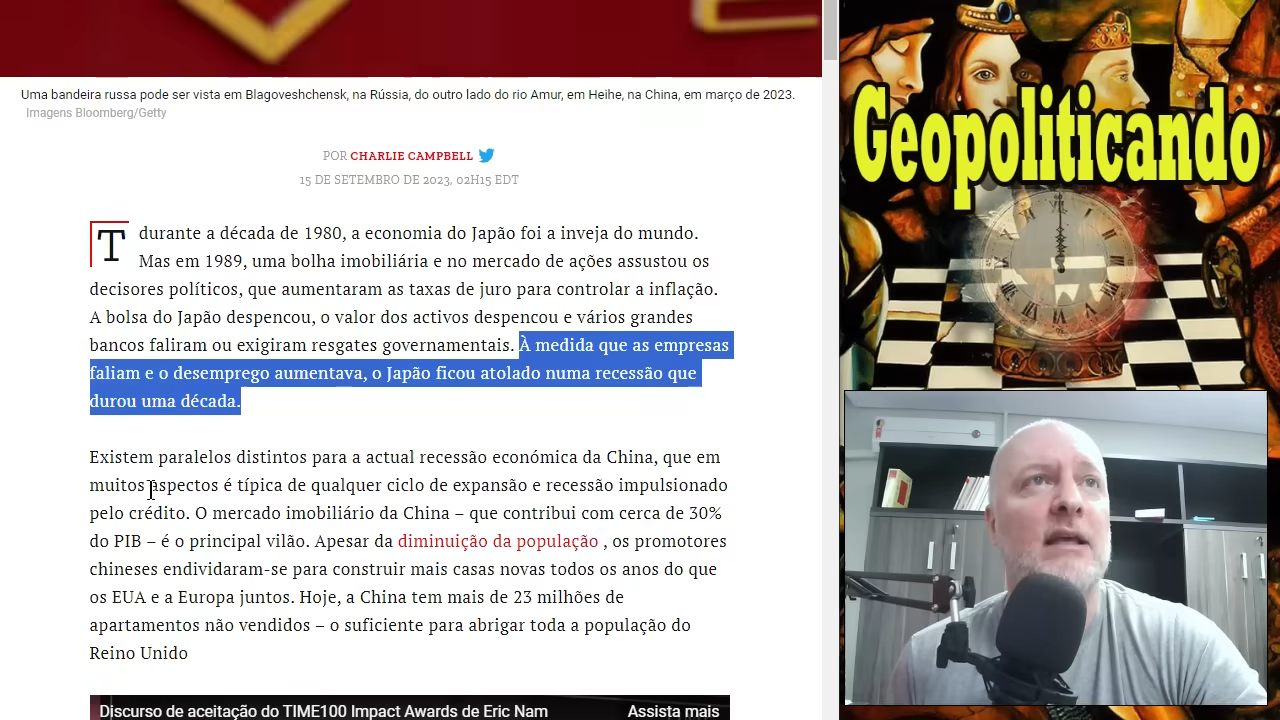 Uma bandeira russa pode ser vista em Blagoveshchensk, na Rússia, do outro lado do rio Amur, em Heihe, na China, em março de 2023.
Imagens Bloomberg/Getty
POR CHARLIE CAMPBELL
15 DE SETEMBRO DE 2023, 02H15 EDT
T durante a década de 1980, a economia do Japão foi a inveja do mundo.
Mas em 1989, uma bolha imobiliária e no mercado de ações assustou os
decisores políticos, que aumentaram as taxas de juro para controlar a inflação.
A bolsa do Japão despencou, o valor dos activos despencou e vários grandes
bancos faliram ou exigiram resgates governamentais. À medida que as empresas
faliam e o desemprego aumentava, o Japão ficou atolado numa recessão que
durou uma década.
Existem paralelos distintos para a actual recessão económica da China, que em
muitos aspectos é típica de qualquer ciclo de expansão e recessão impulsionado
pelo crédito. O mercado imobiliário da China – que contribui com cerca de 30%
do PIB – é o principal vilão. Apesar da diminuição da população , os promotores
chineses endividaram-se para construir mais casas novas todos os anos do que
os EUA e a Europa juntos. Hoje, a China tem mais de 23 milhões de
apartamentos não vendidos – o suficiente para abrigar toda a população do
Reino Unido
Discurso de aceitação do TIME100 Impact Awards de Eric Nam
Assista mais
Geopoliticando